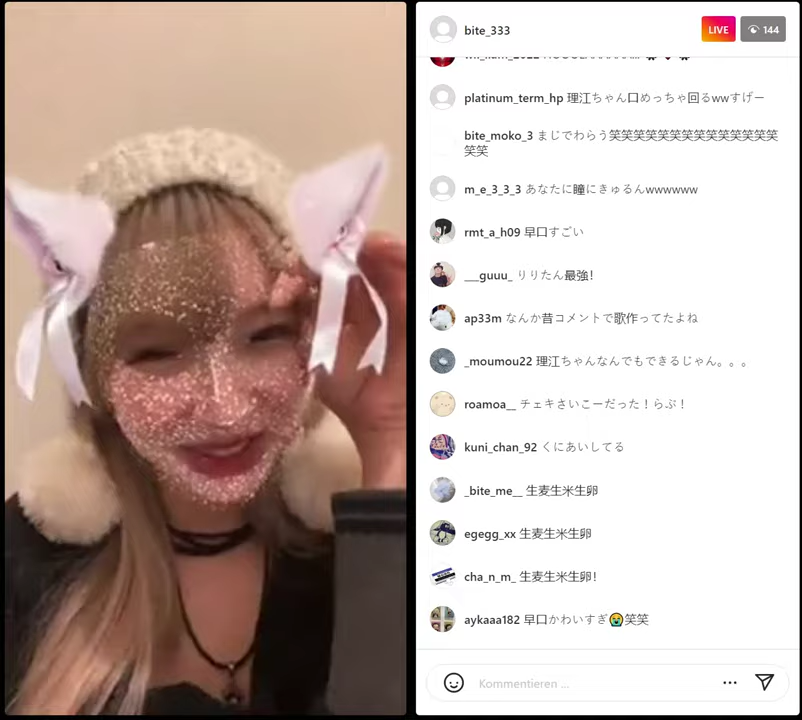 bite_333
LIVE
144
platinum_term_hp 理江ちゃん口めっちゃ回るwwすげー
bite_moko_3 まじでわらう笑笑笑笑笑笑笑笑笑笑笑笑笑笑
笑笑
m_e_3_3_3 あなたに瞳にきゅるんwwwwww
rmt_a_h09 早口すごい
___guuu_ りりたん最強!
ap33m なんか昔コメントで歌作ってたよね
_moumou22 理江ちゃんなんでもできるじゃん。。。
roamoa__ チェキさいこーだった！らぶ！
kuni_chan_92 くにあいしてる
_bite_me__ 生麦生米生卵
egegg_xx 生麦生米生卵
cha_n_m_ 生麦生米生卵!
aykaaa182 早口かわいすぎ😭笑笑
Kommentieren ...